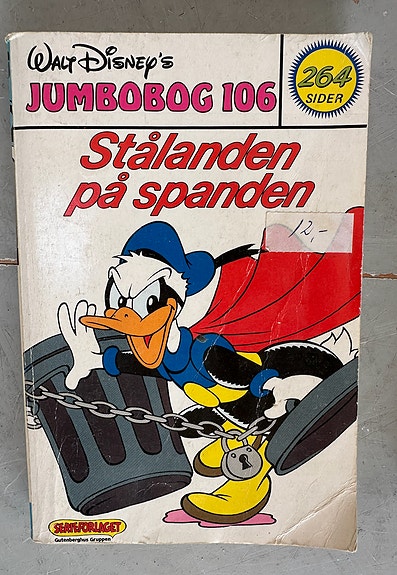 Walt Disney's
JUMBOBOG 106
264
SIDER
Stålanden
på spanden
12,-
SERIEFORLAGET
Gutenberghus Gruppen